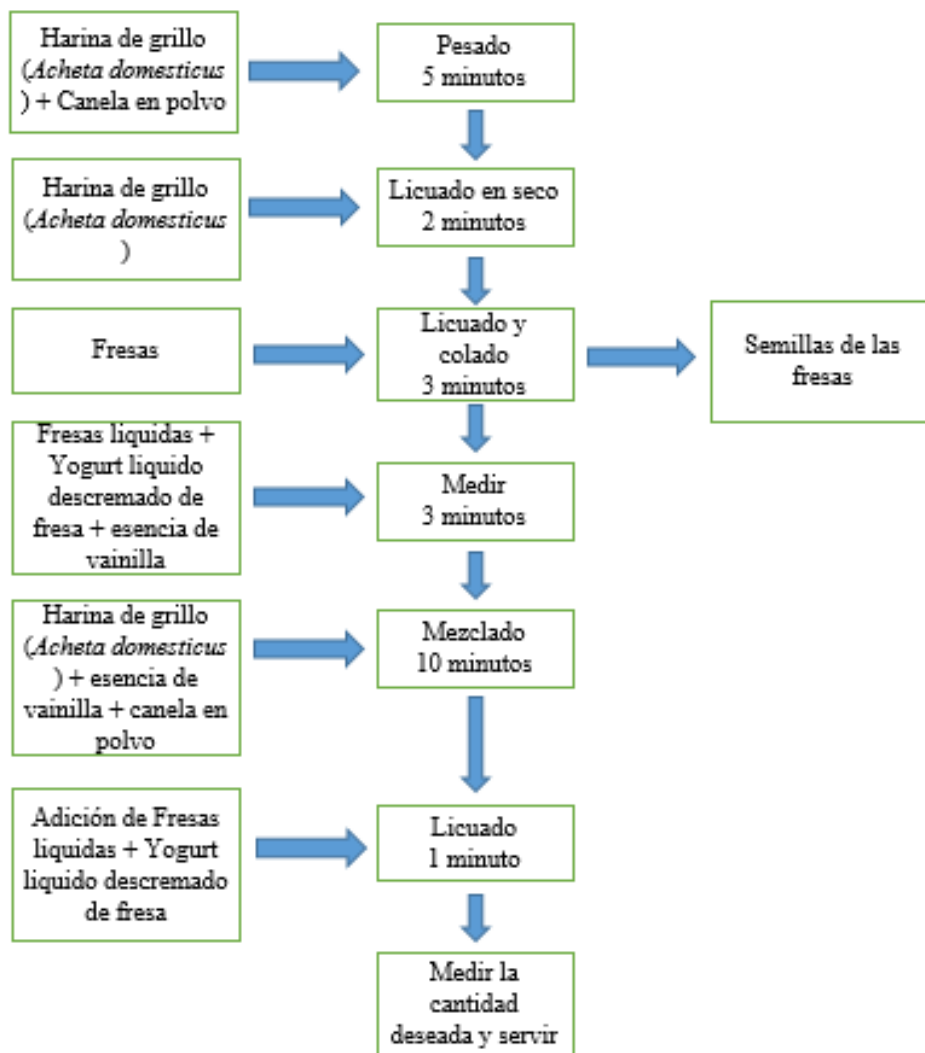 Harina de grillo
(Acheta domesticus
) + Canela en polvo
Pesado
5 minutos
Harina de grillo
(Acheta domesticus
)
Licuado en seco
2 minutos
Fresas
Licuado y
colado
3 minutos
Semillas de las
fresas
Fresas liquidas +
Yogurt liquido
descremado de
fresa + esencia de
vainilla
Medir
3 minutos
Harina de grillo
(Acheta domesticus
) + esencia de
vainilla + canela en
polvo
Mezclado
10 minutos
Adición de Fresas
liquidas + Yogurt
liquido descremado
de fresa
Licuado
1 minuto
Medir la
cantidad
deseada y servir